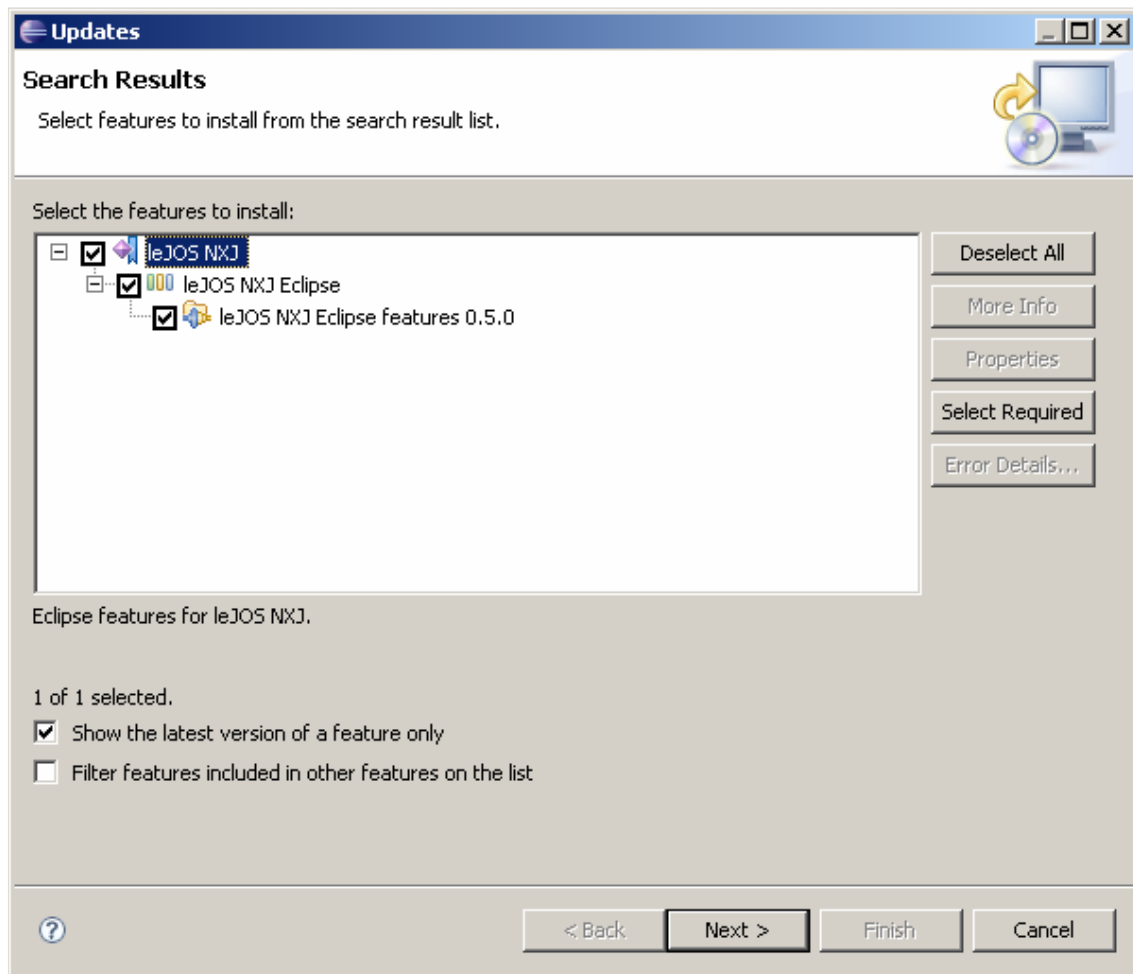 Updates
Search Results
Select features to install from the search result list.
Select the features to install:
leJOS NXJ
leJOS NXJ Eclipse
leJOS NXJ Eclipse features 0.5.0
Deselect All
More Info
Properties
Select Required
Error Details...
Eclipse features for leJOS NXJ.
1 of 1 selected.
Show the latest version of a feature only
Filter features included in other features on the list
?
< Back
Next >
Finish
Cancel